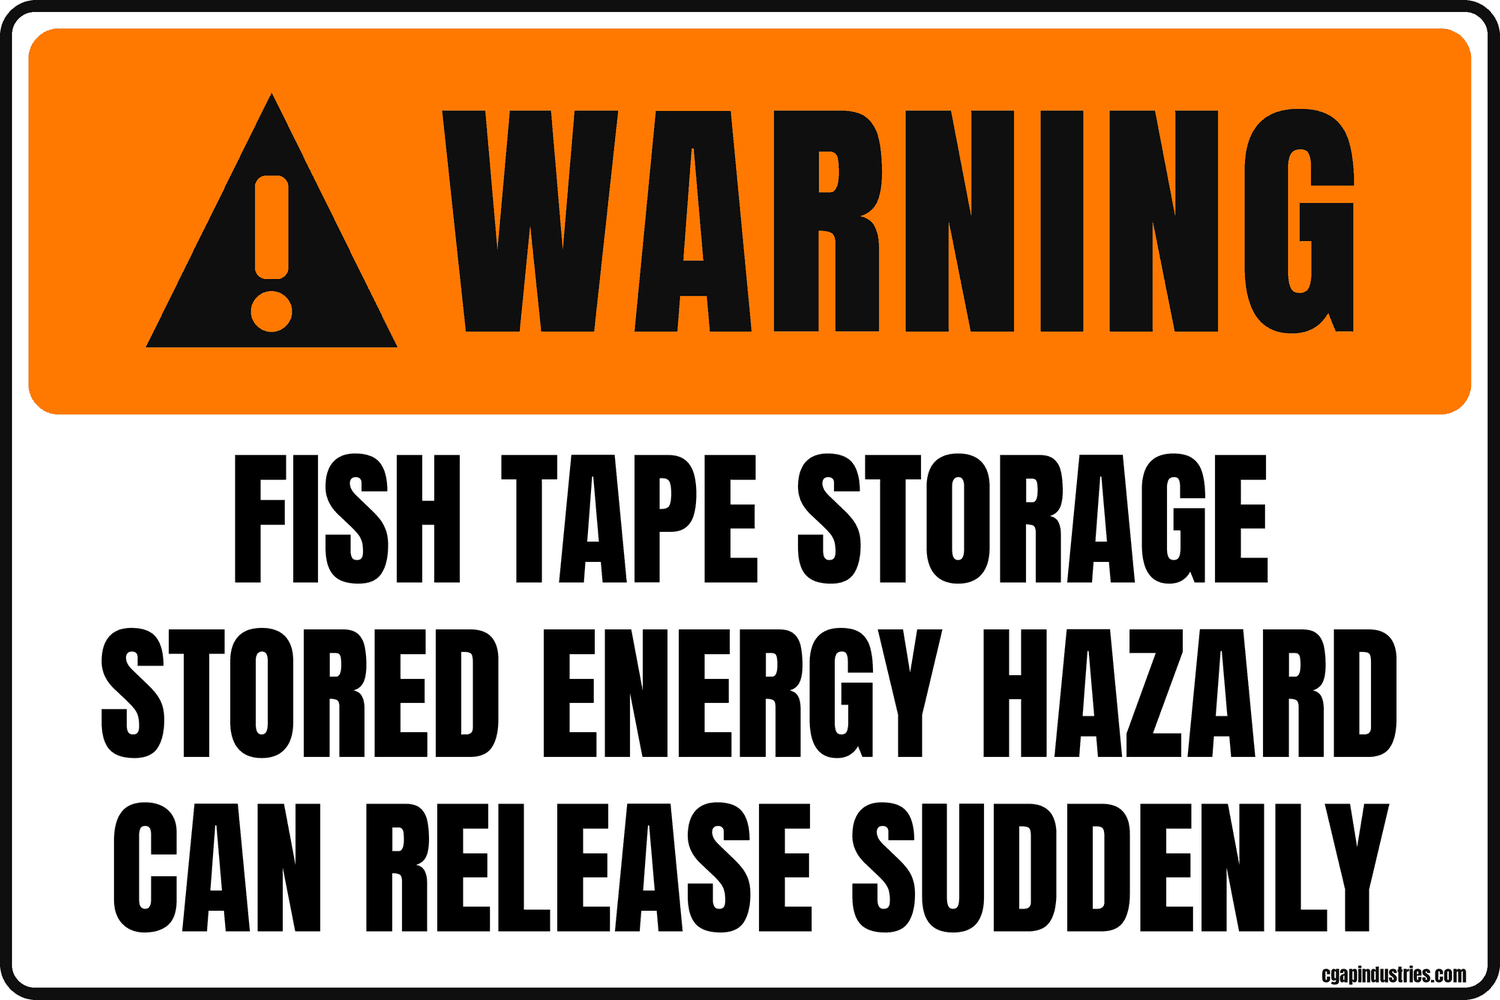 WARNING
FISH TAPE STORAGE
STORED ENERGY HAZARD
CAN RELEASE SUDDENLY
cgapindustries.com